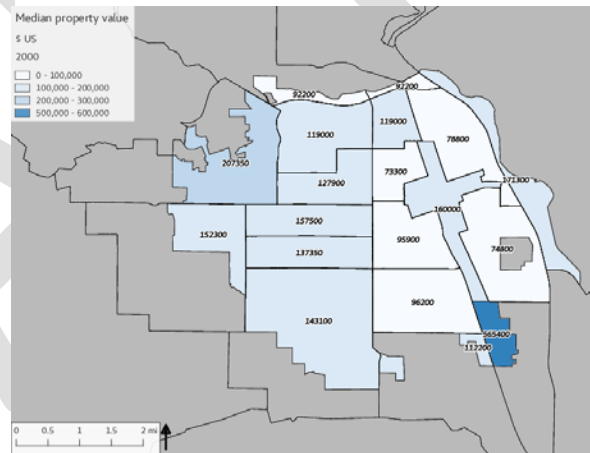 Median property value
$ US
2000
0 - 100,000
100,000 - 200,000
200,000 - 300,000
500,000 - 600,000
92200
92200
119000
119000
78800
207350
127900
73300
171300
160000
152300
157500
95900
74800
137350
96200
143100
565400
112200
0 0.5 1 1.5 2 mi